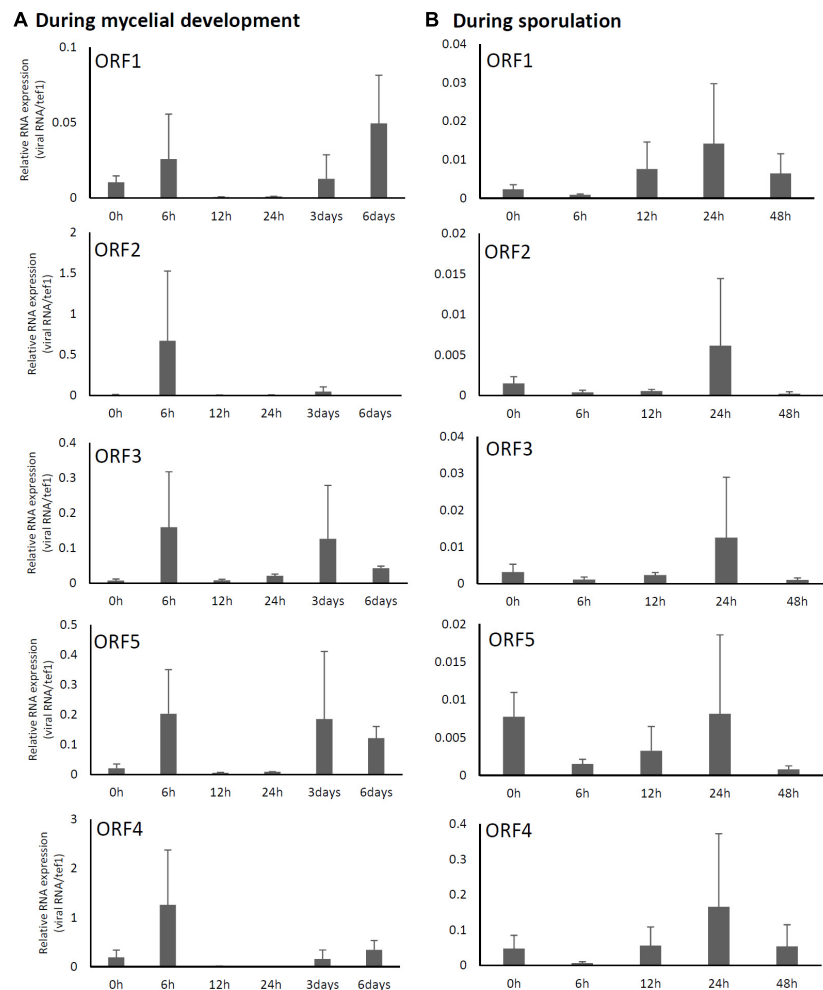 A During mycelial development
B During sporulation
ORF1
Relative RNA expression
(viral RNA/tef1)
0.1
0.05
0
0h 6h 12h 24h 3days 6days
ORF1
0.04
0.03
0.02
0.01
0
0h 6h 12h 24h 48h
ORF2
Relative RNA expression
(viral RNA/tef1)
2
1.5
1
0.5
0
0h 6h 12h 24h 3days 6days
ORF2
0.02
0.015
0.01
0.005
0
0h 6h 12h 24h 48h
ORF3
Relative RNA expression
(viral RNA/tef1)
0.4
0.3
0.2
0.1
0
0h 6h 12h 24h 3days 6days
ORF3
0.04
0.03
0.02
0.01
0
0h 6h 12h 24h 48h
ORF5
Relative RNA expression
(viral RNA/tef1)
0.5
0.4
0.3
0.2
0.1
0
0h 6h 12h 24h 3days 6days
ORF5
0.02
0.015
0.01
0.005
0
0h 6h 12h 24h 48h
ORF4
Relative RNA expression
(viral RNA/tef1)
3
2
1
0
0h 6h 12h 24h 3days 6days
ORF4
0.4
0.3
0.2
0.1
0
0h 6h 12h 24h 48h